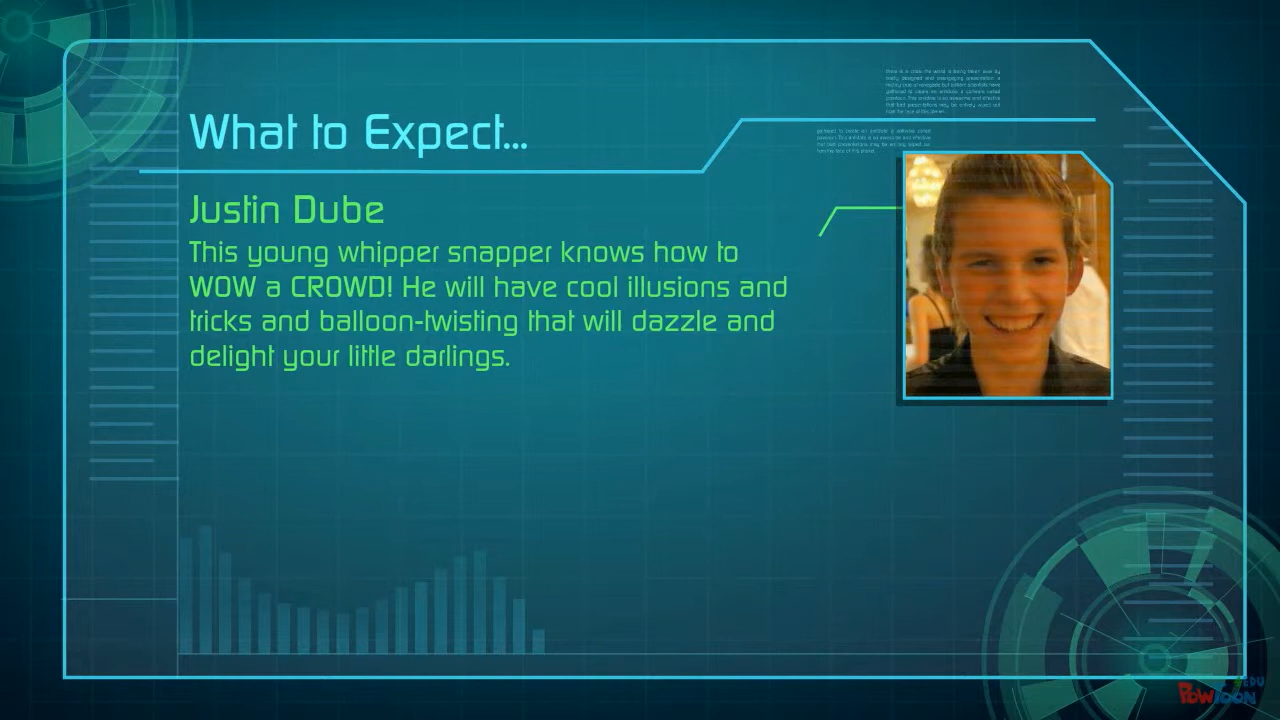 What to Expect...
Justin Dube
This young whipper snapper knows how to
WOW a CROWD! He will have cool illusions and
tricks and balloon-twisting that will dazzle and
delight your little darlings.
POWTOON EDU